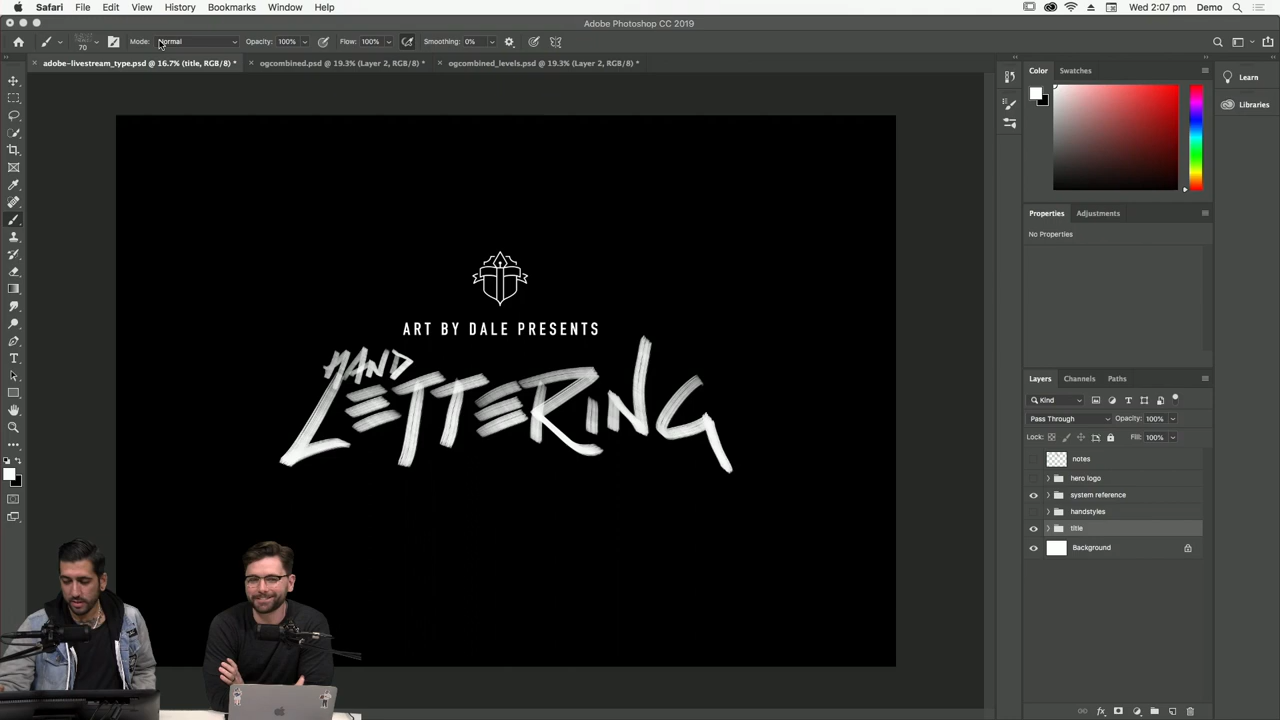 Safari File Edit View History Bookmarks Window Help Wed 2:07 pm Demo
Adobe Photoshop CC 2019
70 Mode: Normal Opacity: 100% Flow: 100% Smoothing: 0%
× adobe-livestream_type.psd @ 16.7% (title, RGB/8) * × ogcombined.psd @ 19.3% (Layer 2, RGB/8) * × ogcombined_levels.psd @ 19.3% (Layer 2, RGB/8) *
Color Swatches
Learn
Libraries
Properties Adjustments
No Properties
ART BY DALE PRESENTS
HAND
LETTERING
Layers Channels Paths
Kind
Pass Through Opacity: 100%
Lock: Fill: 100%
notes
hero logo
system reference
handstyles
title
Background